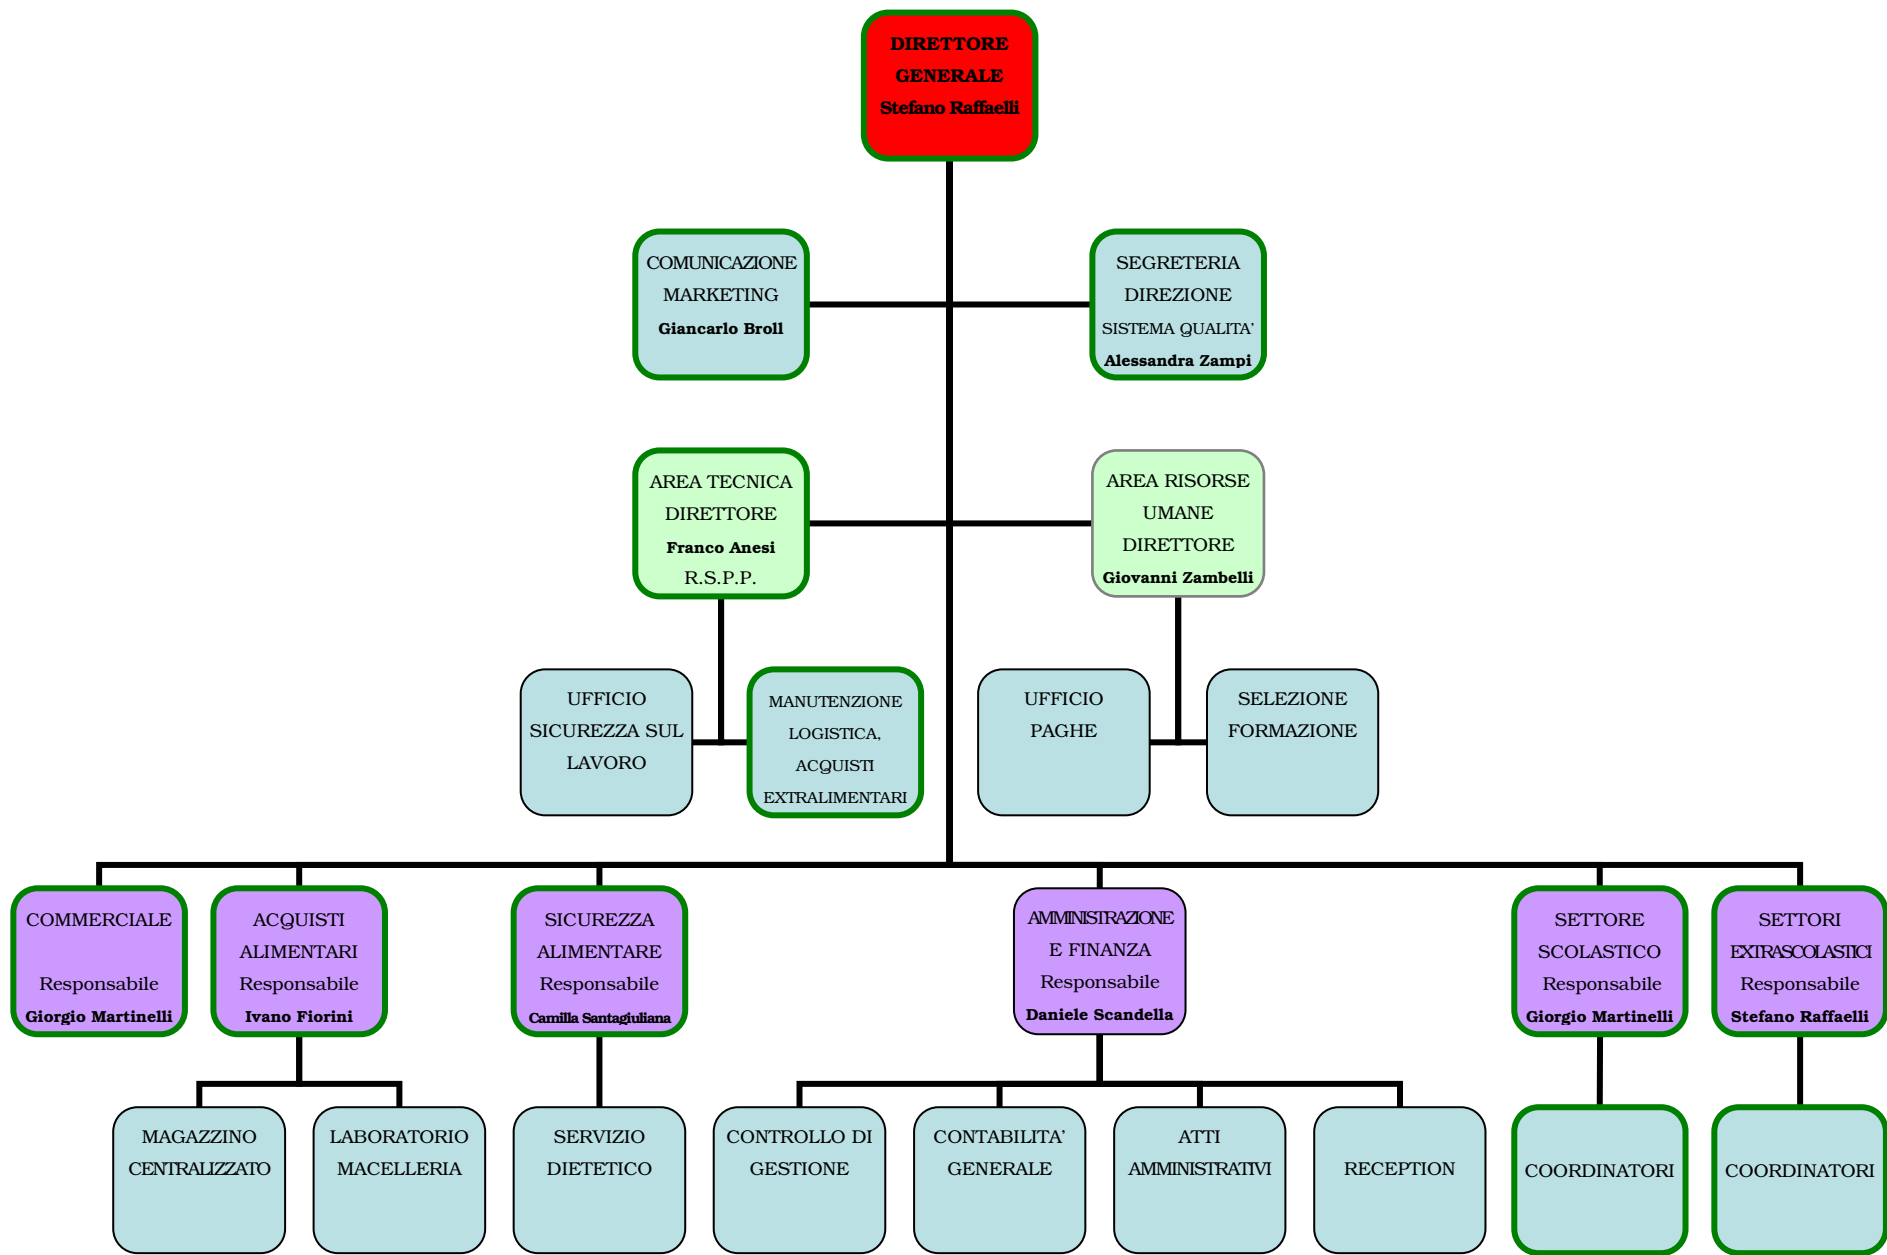 DIRETTORE
GENERALE
Stefano Raffaelli
COMUNICAZIONE
MARKETING
Giancarlo Broll
SEGRETERIA
DIREZIONE
SISTEMA QUALITA'
Alessandra Zampi
AREA TECNICA
DIRETTORE
Franco Anesi
R.S.P.P.
AREA RISORSE
UMANE
DIRETTORE
Giovanni Zambelli
UFFICIO
SICUREZZA SUL
LAVORO
MANUTENZIONE
LOGISTICA,
ACQUISTI
EXTRALIMENTARI
UFFICIO
PAGHE
SELEZIONE
FORMAZIONE
COMMERCIALE
Responsabile
Giorgio Martinelli
ACQUISTI
ALIMENTARI
Responsabile
Ivano Fiorini
SICUREZZA
ALIMENTARE
Responsabile
Camilla Santagiuliana
AMMINISTRAZIONE
E FINANZA
Responsabile
Daniele Scandella
SETTORE
SCOLASTICO
Responsabile
Giorgio Martinelli
SETTORI
EXTRASCOLASTICI
Responsabile
Stefano Raffaelli
MAGAZZINO
CENTRALIZZATO
LABORATORIO
MACELLERIA
SERVIZIO
DIETETICO
CONTROLLO DI
GESTIONE
CONTABILITA'
GENERALE
ATTI
AMMINISTRATIVI
RECEPTION
COORDINATORI
COORDINATORI